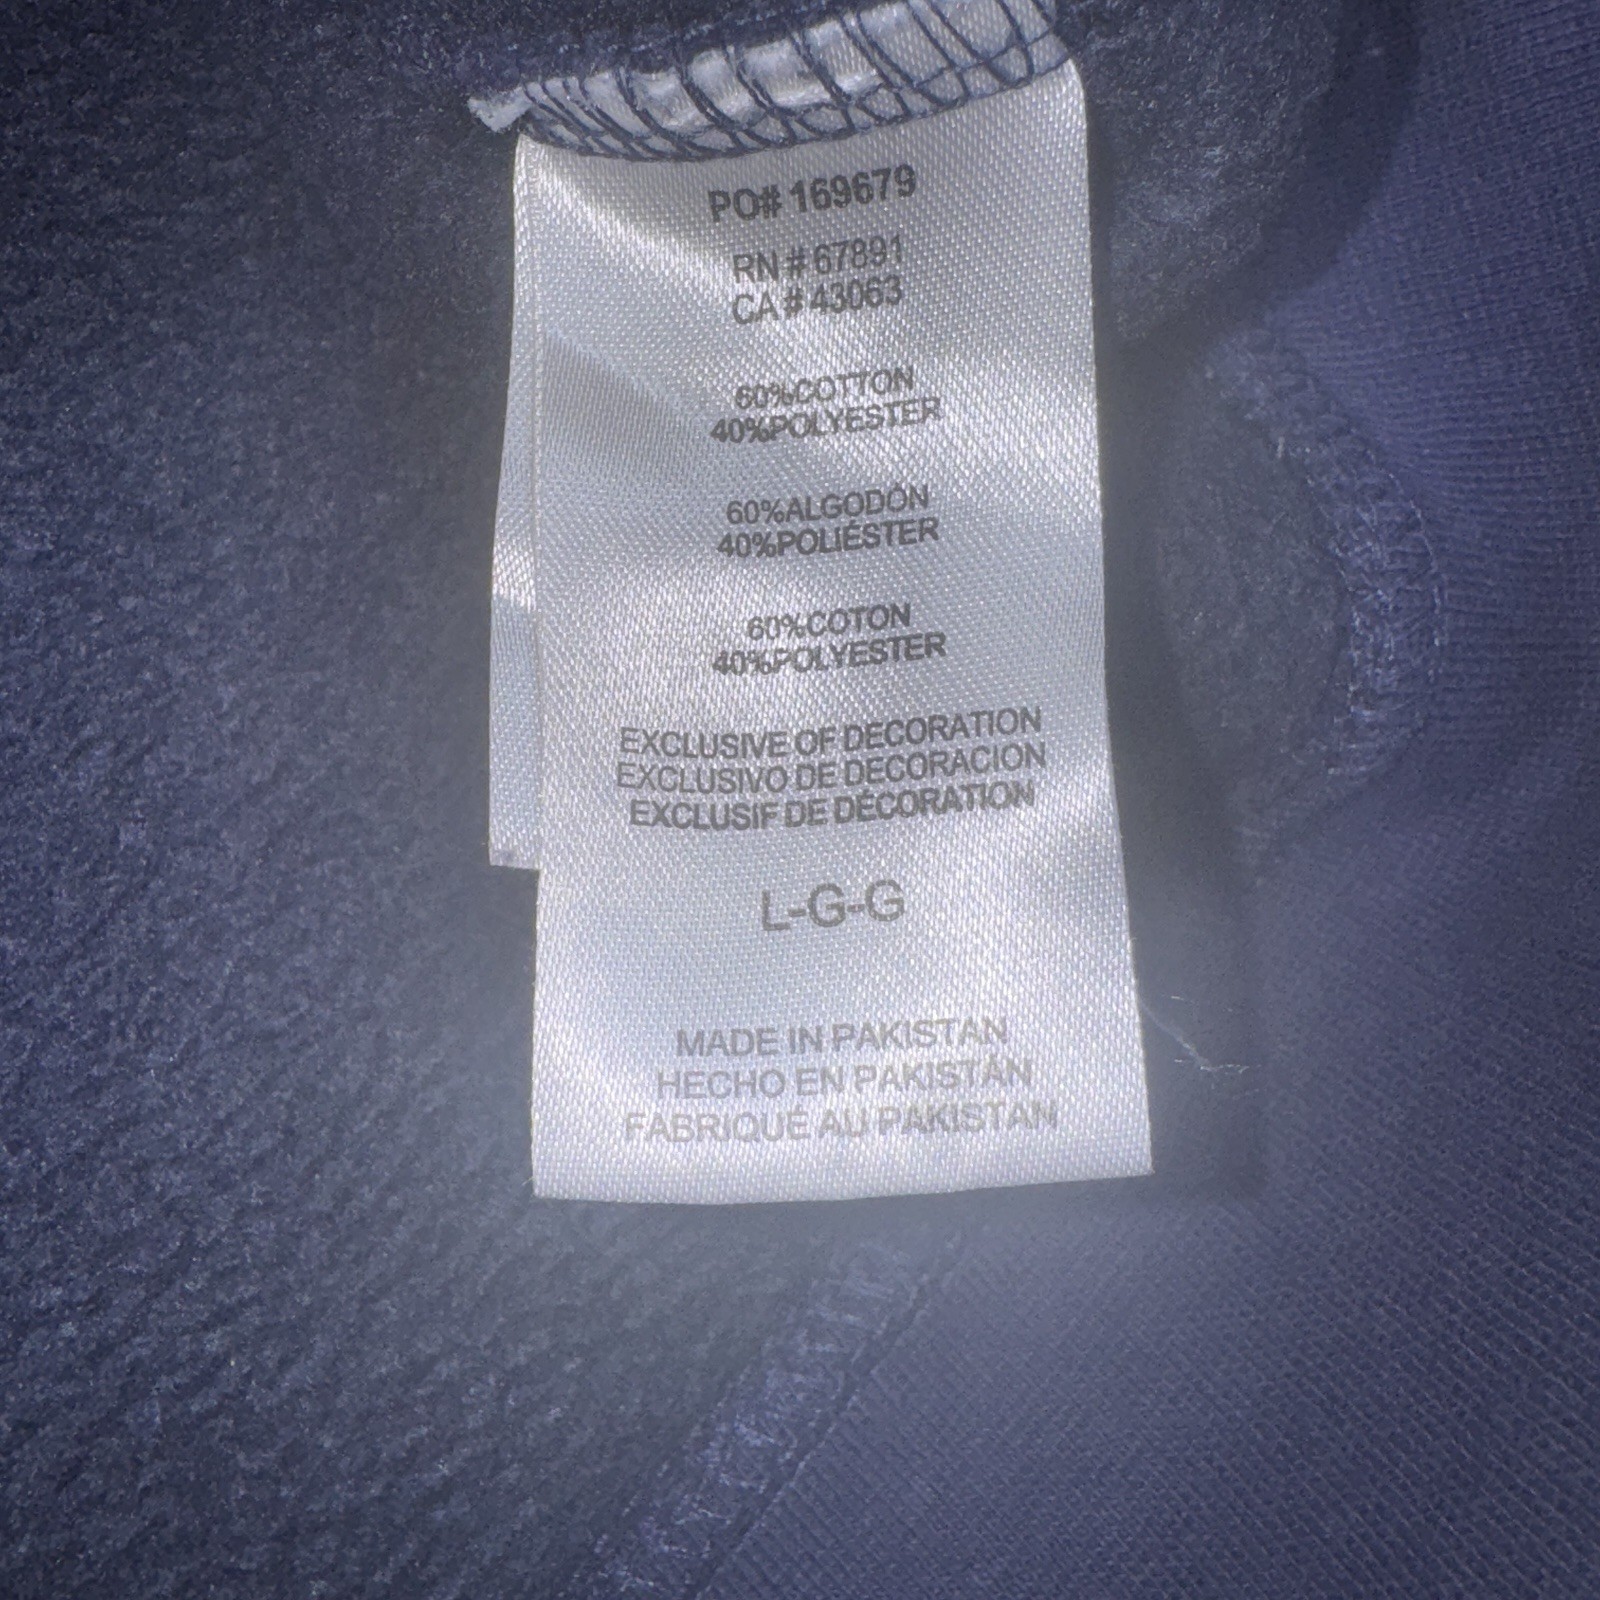 PO# 169679
RN # 67891
CA # 43063
60%COTTON
40%POLYESTER
60%ALGODÓN
40%POLIÉSTER
60%COTON
40%POLYESTER
EXCLUSIVE OF DECORATION
EXCLUSIVO DE DECORACION
EXCLUSIF DE DÉCORATION
L-G-G
MADE IN PAKISTAN
HECHO EN PAKISTÁN
FABRIQUÉ AU PAKISTAN